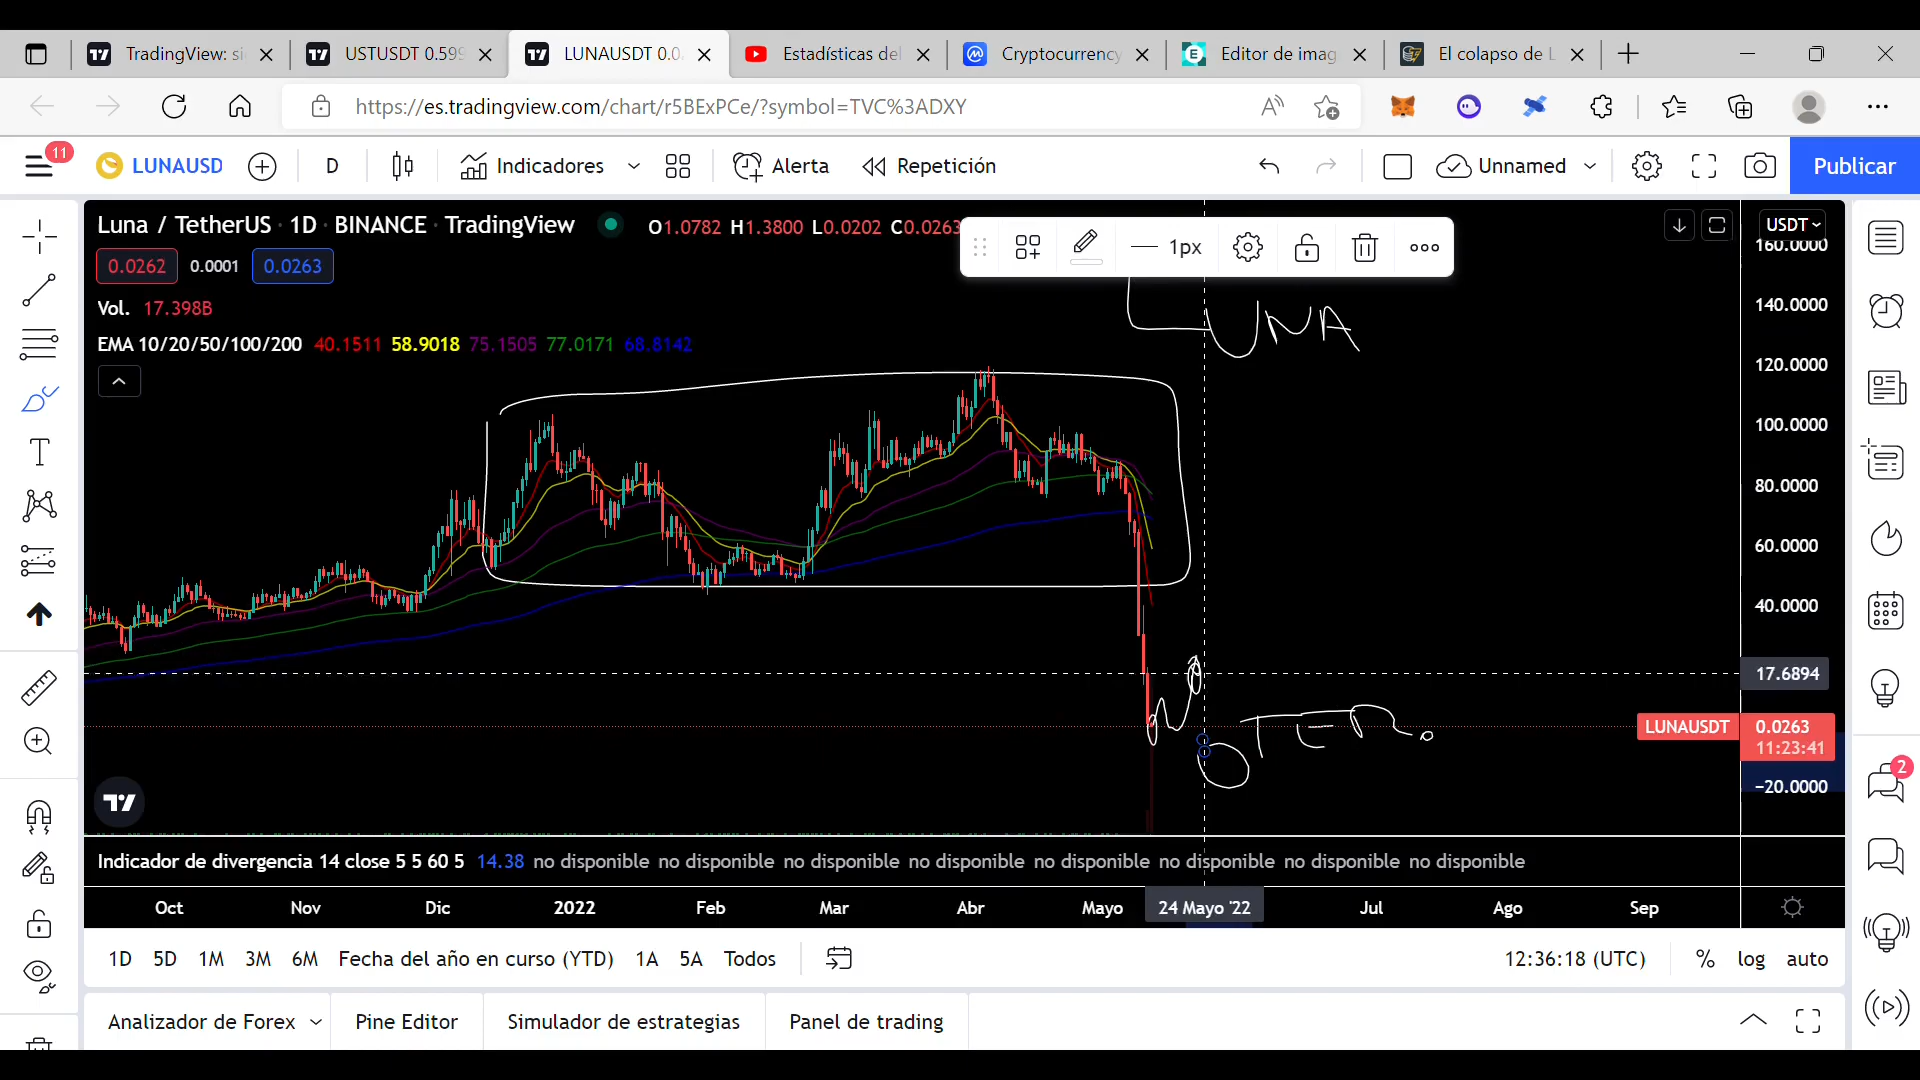 TradingView: si
USTUSDT 0.599
LUNAUSDT 0.0
Estadísticas del
Cryptocurrency
Editor de imag
El colapso de L
https://es.tradingview.com/chart/r5BExPCe/?symbol=TVC%3ADXY
11
LUNAUSD
D
Indicadores
Alerta
Repetición
Unnamed
Publicar
Luna / TetherUS · 1D · BINANCE · TradingView
O1.0782 H1.3800 L0.0202 C0.0263
1px
USDT
0.0262 0.0001 0.0263
Vol. 17.398B
EMA 10/20/50/100/200 40.1511 58.9018 75.1505 77.0171 68.8142
LUNA
160.0000
140.0000
120.0000
100.0000
80.0000
60.0000
40.0000
17.6894
LUNAUSDT 0.0263
11:23:41
-20.0000
2
Indicador de divergencia 14 close 5 5 60 5 14.38 no disponible no disponible no disponible no disponible no disponible no disponible no disponible no disponible
Oct Nov Dic 2022 Feb Mar Abr Mayo 24 Mayo '22 Jul Ago Sep
1D 5D 1M 3M 6M Fecha del año en curso (YTD) 1A 5A Todos
12:36:18 (UTC) % log auto
Analizador de Forex Pine Editor Simulador de estrategias Panel de trading